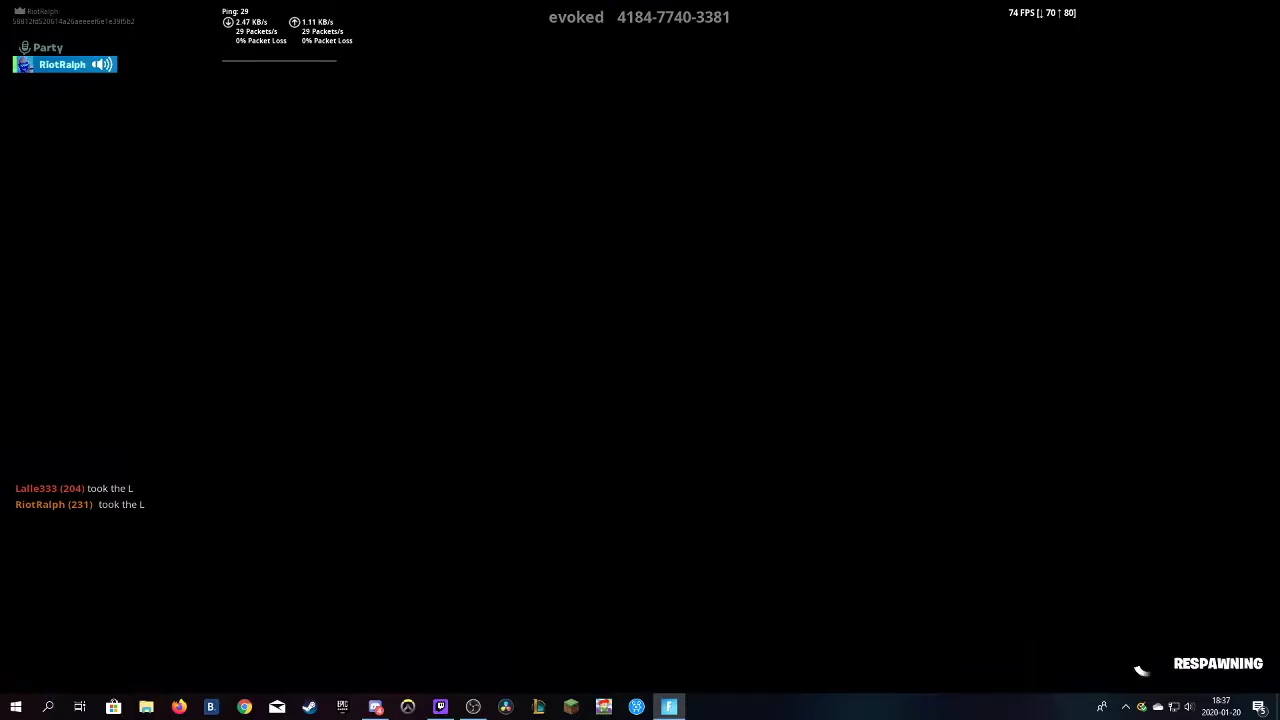 RiotRalph
Ping: 29
2.47 KB/s 1.11 KB/s
29 Packets/s 29 Packets/s
0% Packet Loss 0% Packet Loss
evoked 4184-7740-3381
74 FPS [↓ 70 ↑ 80]
Party
RiotRalph
Lalle333 (204) took the L
RiotRalph (231) took the L
RESPAWNING
B.
EPIC
F
18:37
2020-01-20